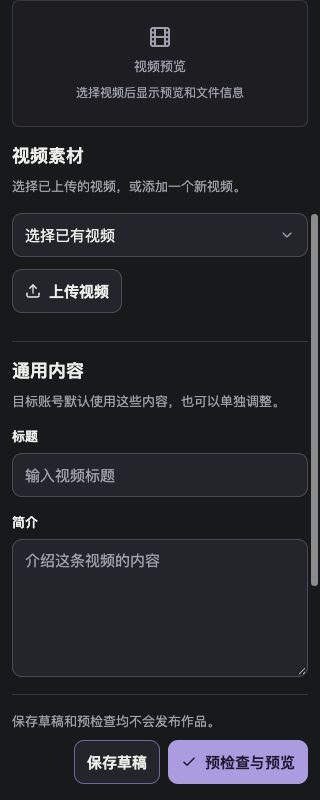 视频预览
选择视频后显示预览和文件信息
视频素材
选择已上传的视频，或添加一个新视频。
选择已有视频
上传视频
通用内容
目标账号默认使用这些内容，也可以单独调整。
标题
输入视频标题
简介
介绍这条视频的内容
保存草稿和预检查均不会发布作品。
保存草稿
预检查与预览